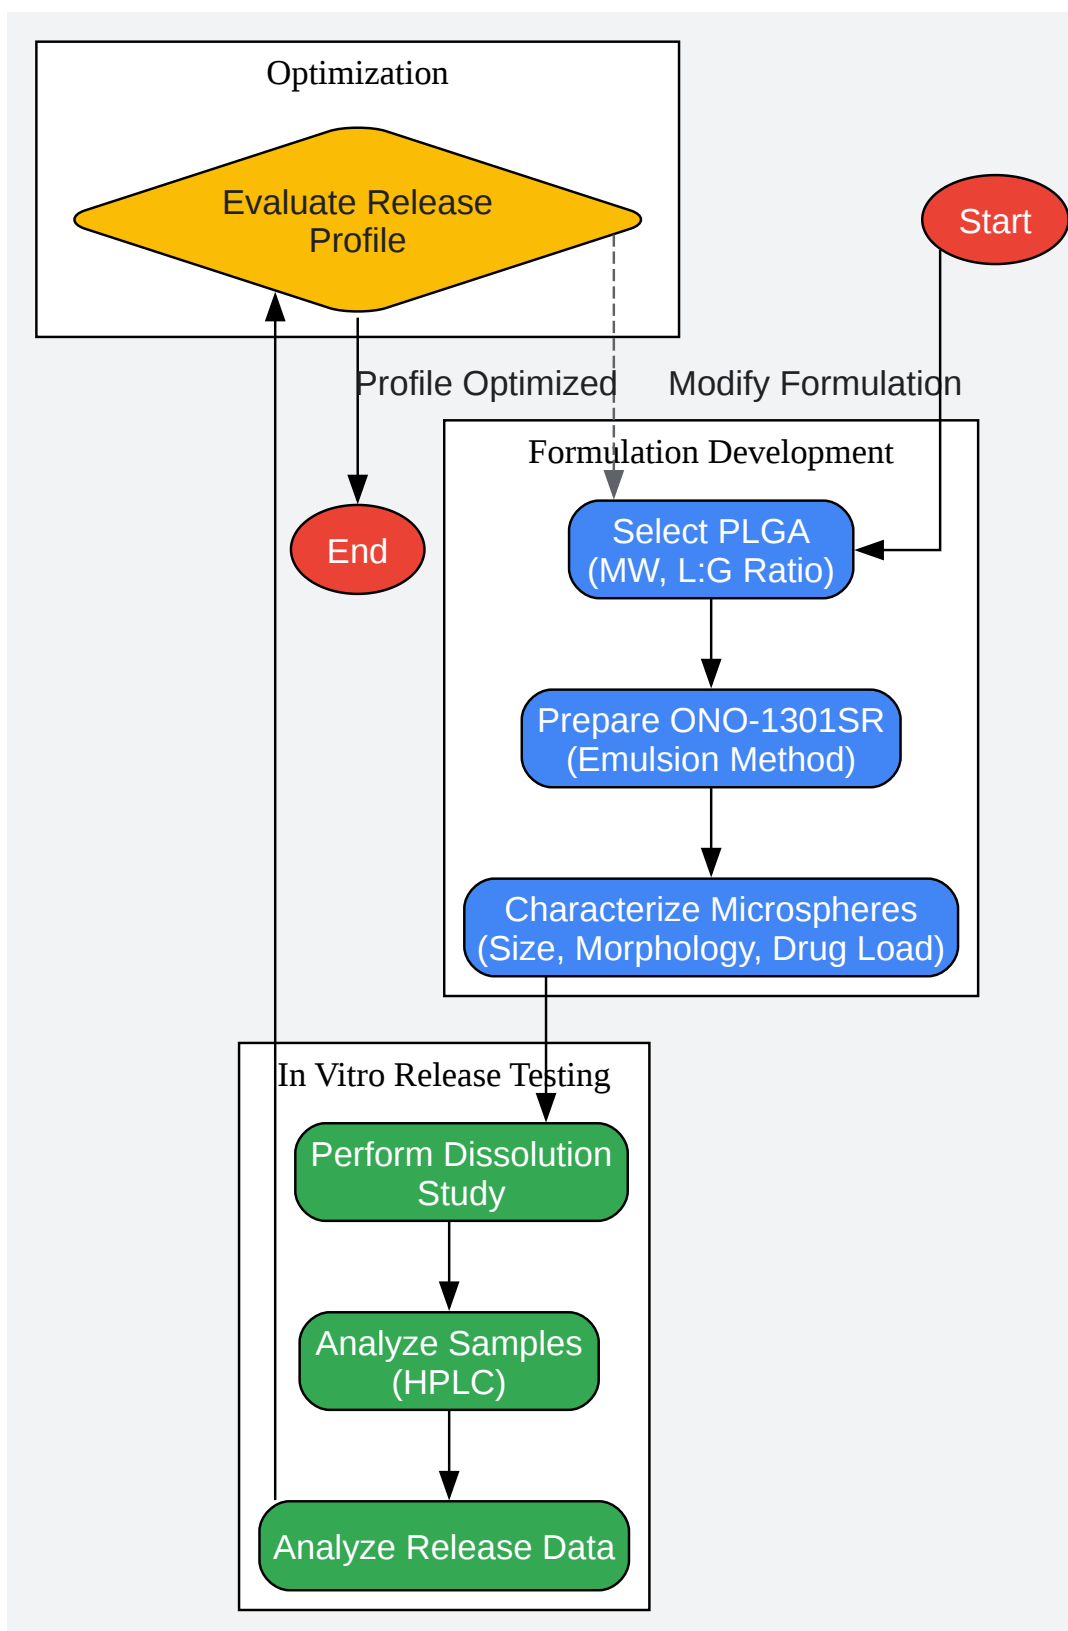 Optimization
Evaluate Release
Profile
Start
Profile Optimized
Modify Formulation
Formulation Development
Select PLGA
(MW, L:G Ratio)
End
Prepare ONO-1301SR
(Emulsion Method)
Characterize Microspheres
(Size, Morphology, Drug Load)
In Vitro Release Testing
Perform Dissolution
Study
Analyze Samples
(HPLC)
Analyze Release Data